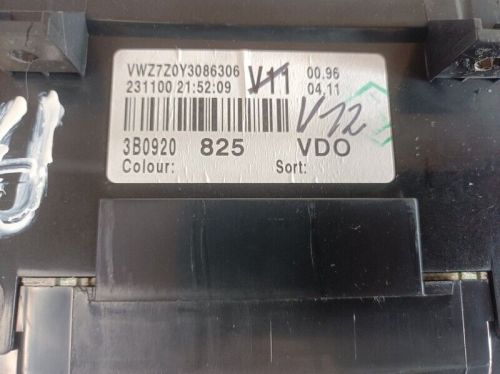 VWZ7Z0Y3086306 V11 00.96
231100 21:52:09 04.11
V12
3B0920 825 VDO
Colour: Sort: